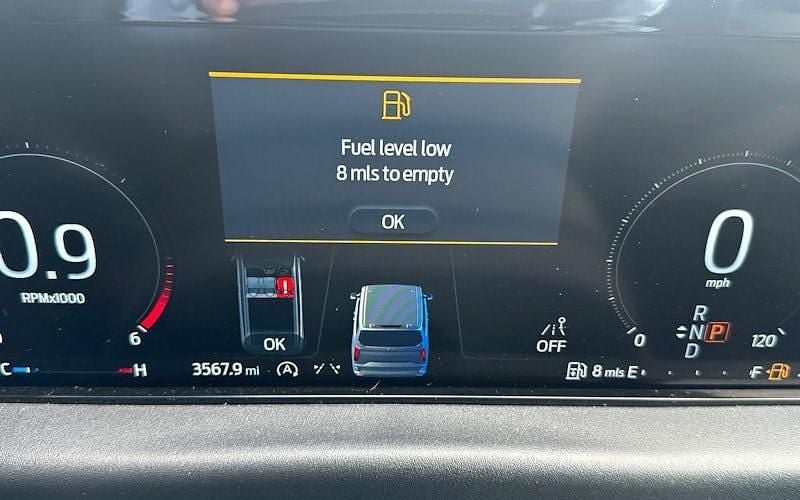 Fuel level low
8 mls to empty
OK
0.9
RPMx1000
6
C
H
OK
3567.9 mi
A
OFF
8 mls E
F
0
mph
0
120
R
N P
D